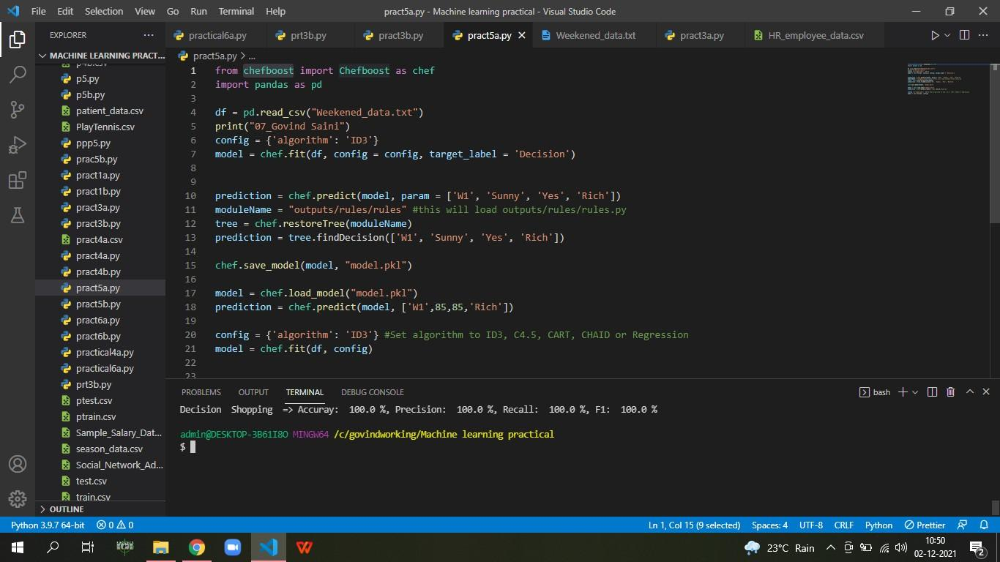 File Edit Selection View Go Run Terminal Help pract5a.py - Machine learning practical - Visual Studio Code
EXPLORER
practical6a.py prt3b.py pract3b.py pract5a.py Weekened_data.txt pract3a.py HR_employee_data.csv
MACHINE LEARNING PRACT...
p4b.csv
p5.py
p5b.py
patient_data.csv
PlayTennis.csv
ppp5.py
prac5b.py
pract1a.py
pract1b.py
pract3a.py
pract3b.py
pract4a.csv
pract4a.py
pract4b.py
pract5a.py
pract5b.py
pract6a.py
pract6b.py
practical4a.py
practical6a.py
prt3b.py
ptest.csv
ptrain.csv
Sample_Salary_Dat...
season_data.csv
Social_Network_Ad...
test.csv
train.csv
OUTLINE
pract5a.py > ...
1 from chefboost import Chefboost as chef
2 import pandas as pd
3
4 df = pd.read_csv("Weekened_data.txt")
5 print("07_Govind Saini")
6 config = {'algorithm': 'ID3'}
7 model = chef.fit(df, config = config, target_label = 'Decision')
8
9
10 prediction = chef.predict(model, param = ['W1', 'Sunny', 'Yes', 'Rich'])
11 moduleName = "outputs/rules/rules" #this will load outputs/rules/rules.py
12 tree = chef.restoreTree(moduleName)
13 prediction = tree.findDecision(['W1', 'Sunny', 'Yes', 'Rich'])
14
15 chef.save_model(model, "model.pkl")
16
17 model = chef.load_model("model.pkl")
18 prediction = chef.predict(model, ['W1',85,85,'Rich'])
19
20 config = {'algorithm': 'ID3'} #Set algorithm to ID3, C4.5, CART, CHAID or Regression
21 model = chef.fit(df, config)
22
23
PROBLEMS OUTPUT TERMINAL DEBUG CONSOLE bash
Decision Shopping => Accuray: 100.0 %, Precision: 100.0 %, Recall: 100.0 %, F1: 100.0 %
admin@DESKTOP-3B61I8O MINGW64 /c/govindworking/Machine learning practical
$
Python 3.9.7 64-bit 0 0 Ln 1, Col 15 (9 selected) Spaces: 4 UTF-8 CRLF Python Prettier
23°C Rain 10:50
02-12-2021
2